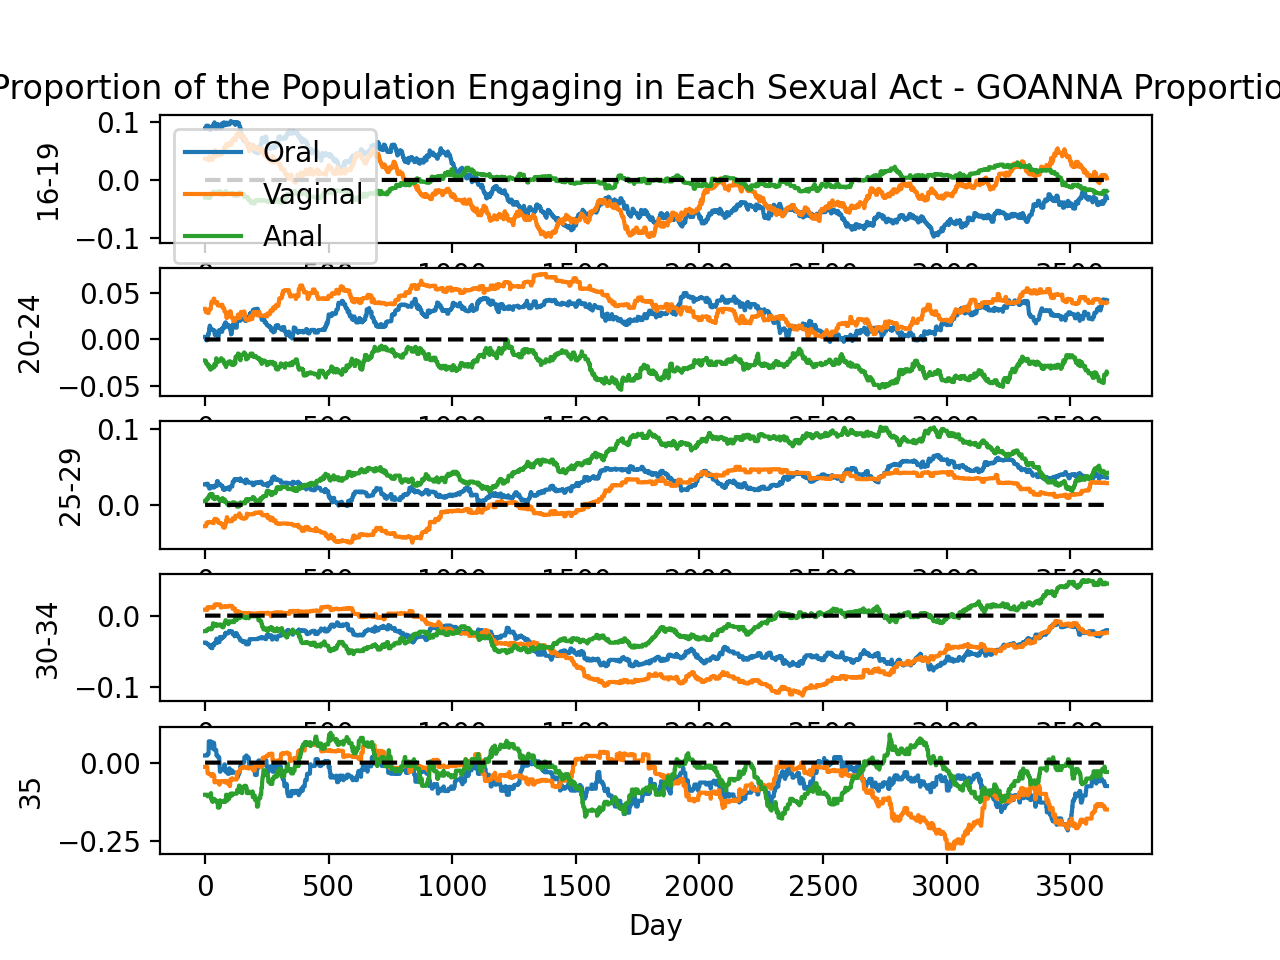 Proportion of the Population Engaging in Each Sexual Act - GOANNA Proportio
0.1
0.0
−0.1
16-19
Oral
Vaginal
Anal
0.05
0.00
−0.05
20-24
0.1
0.0
25-29
0.0
−0.1
30-34
0.00
−0.25
35
0 500 1000 1500 2000 2500 3000 3500
Day